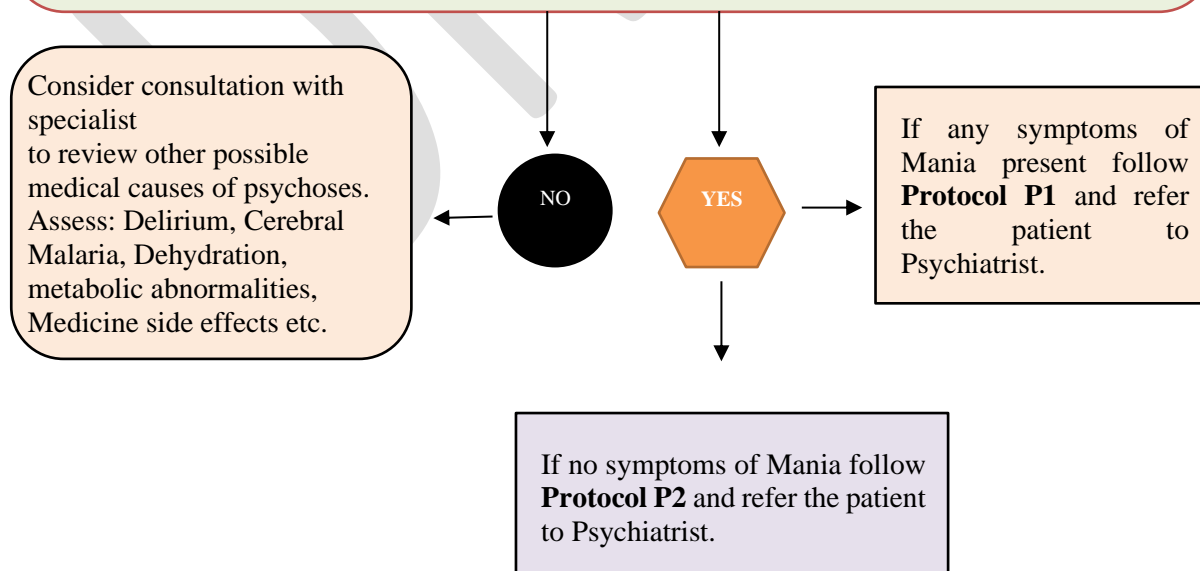 Consider consultation with
specialist
to review other possible
medical causes of psychoses.
Assess: Delirium, Cerebral
Malaria, Dehydration,
metabolic abnormalities,
Medicine side effects etc.
NO
YES
If any symptoms of
Mania present follow
Protocol P1 and refer
the patient to
Psychiatrist.
If no symptoms of Mania follow
Protocol P2 and refer the patient
to Psychiatrist.